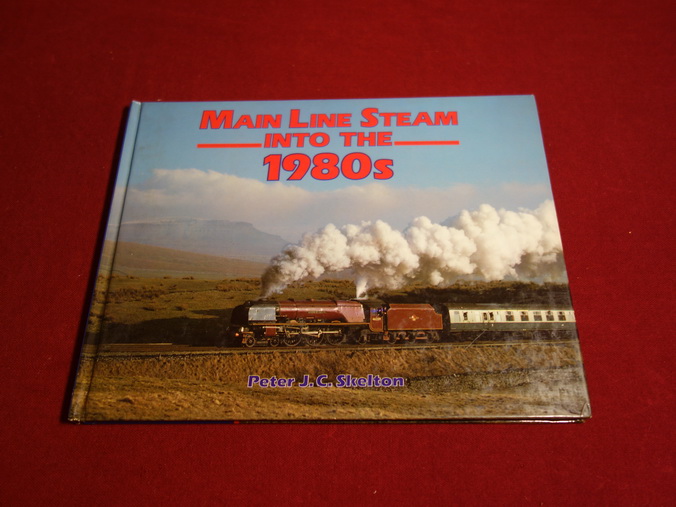 MAIN LINE STEAM
INTO THE
1980s
Peter J.C. Skelton